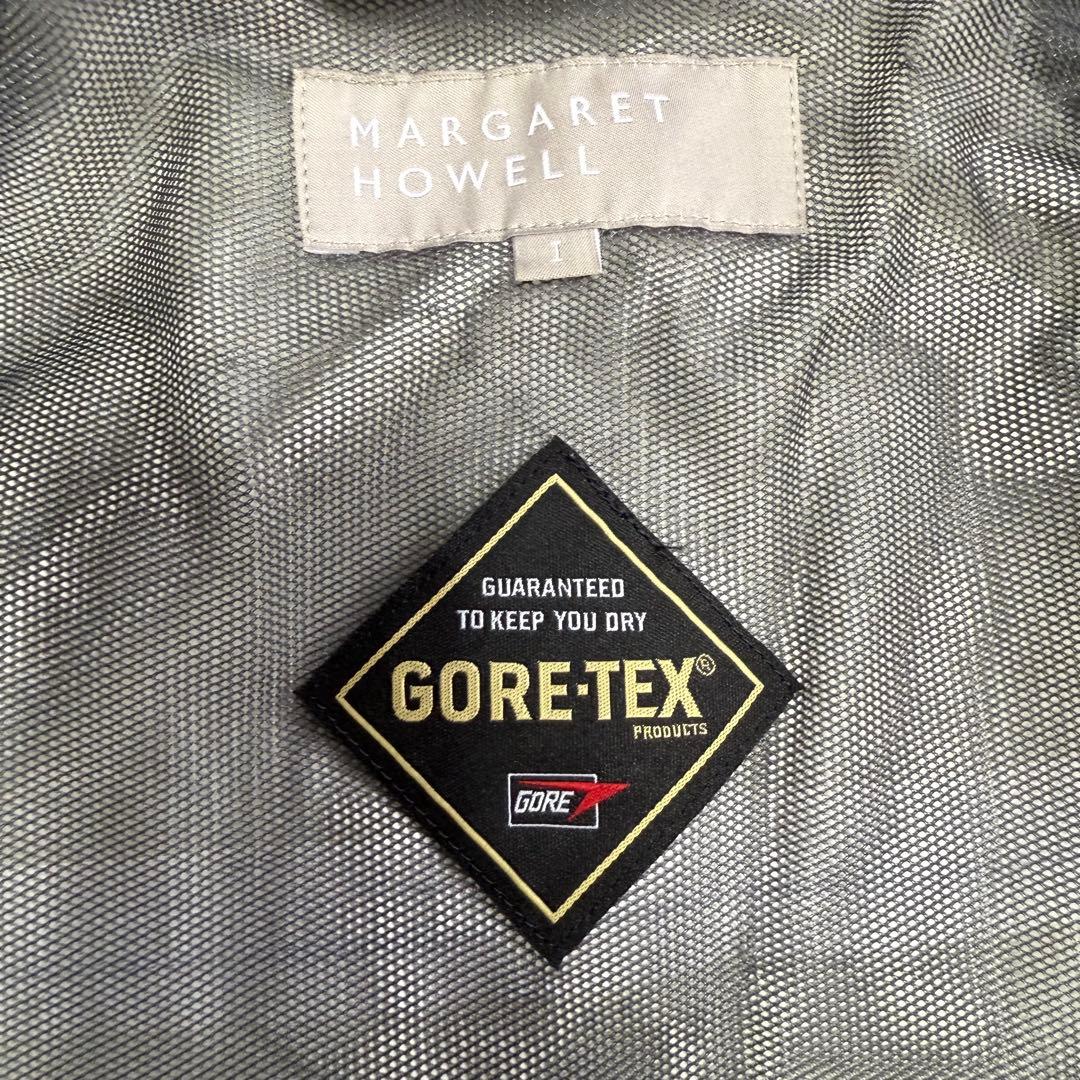 MARGARET
HOWELL
I
GUARANTEED
TO KEEP YOU DRY
GORE-TEX®
PRODUCTS
GORE